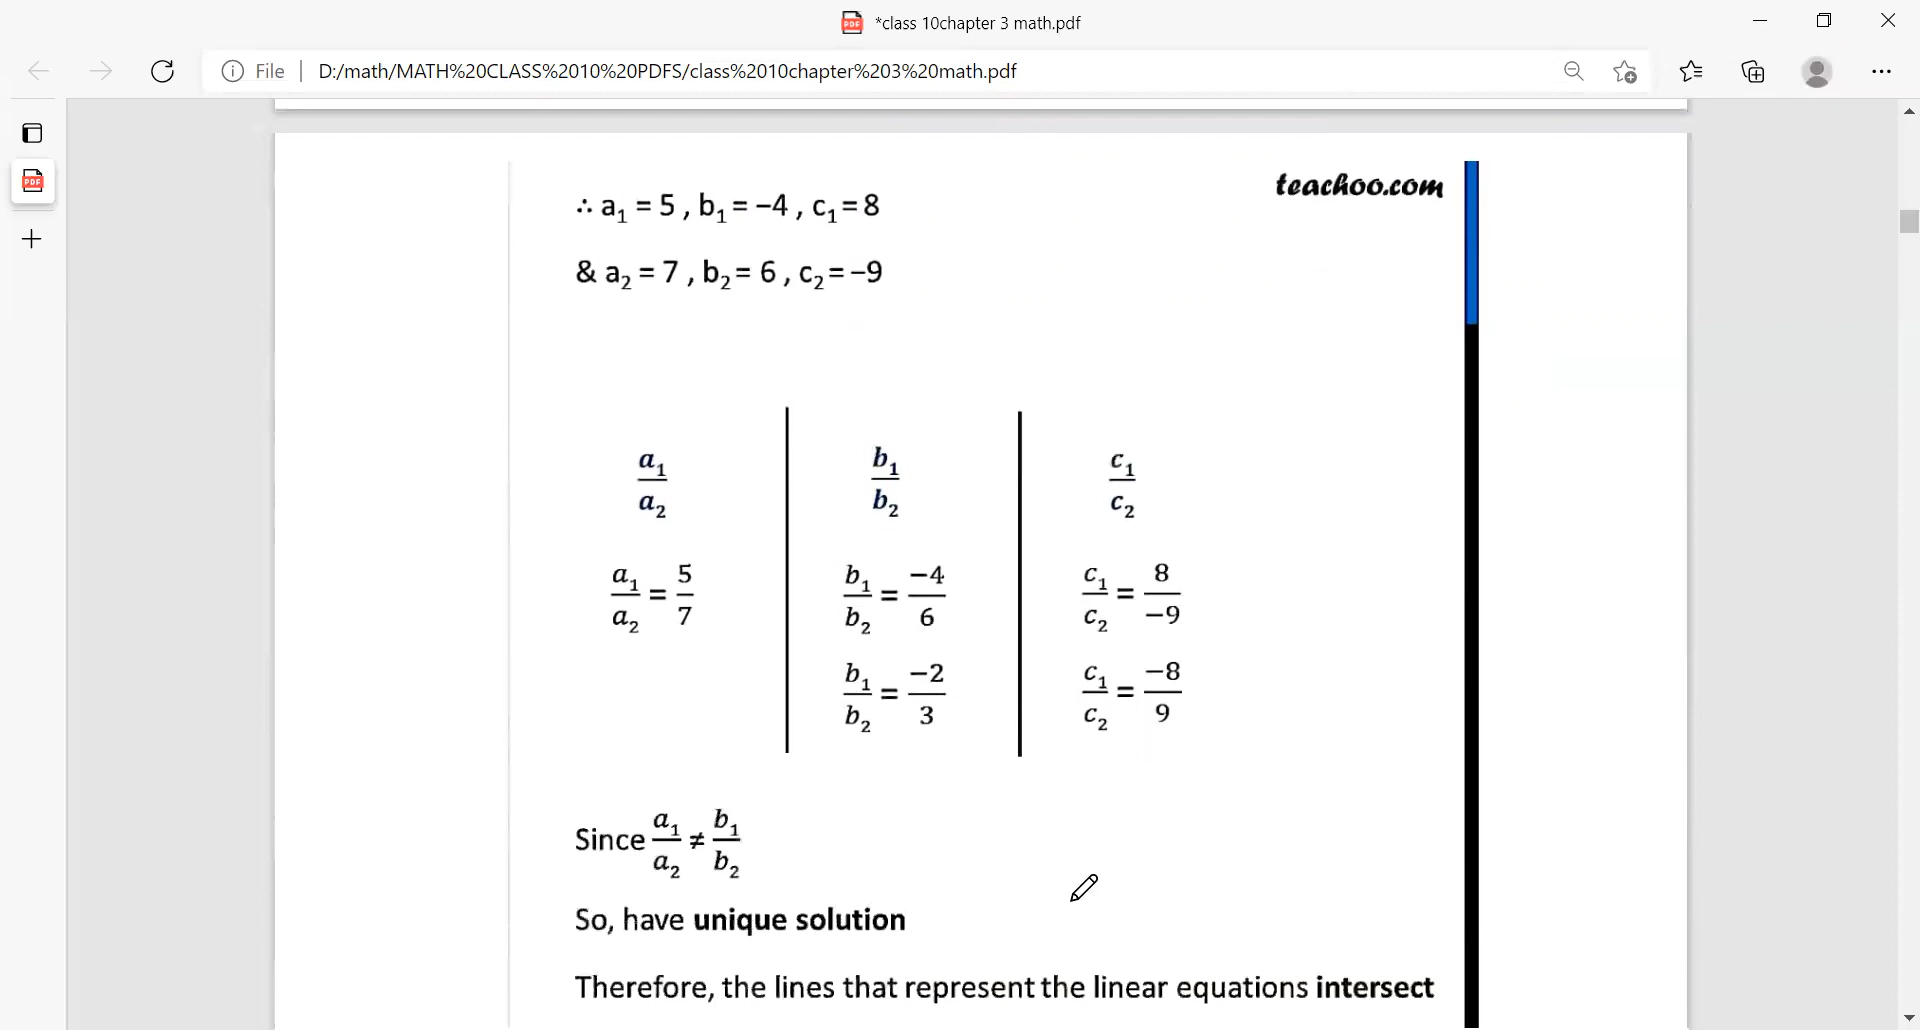 *class 10chapter 3 math.pdf
File | D:/math/MATH%20CLASS%2010%20PDFS/class%2010chapter%203%20math.pdf
teachoo.com
∴ a₁ = 5 , b₁ = −4 , c₁ = 8
& a₂ = 7 , b₂ = 6 , c₂ = −9
a₁/a₂ b₁/b₂ c₁/c₂
a₁/a₂ = 5/7 b₁/b₂ = −4/6 c₁/c₂ = 8/−9
b₁/b₂ = −2/3 c₁/c₂ = −8/9
Since a₁/a₂ ≠ b₁/b₂
So, have unique solution
Therefore, the lines that represent the linear equations intersect